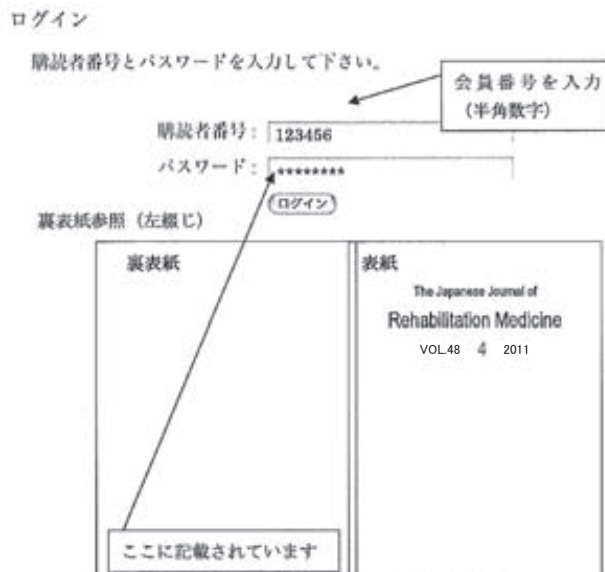 ログイン
購読者番号とパスワードを入力して下さい。
会員番号を入力
（半角数字）
購読者番号：123456
パスワード：********
ログイン
裏表紙参照（左綴じ）
裏表紙
表紙
The Japanese Journal of
Rehabilitation Medicine
VOL.48 4 2011
ここに記載されています